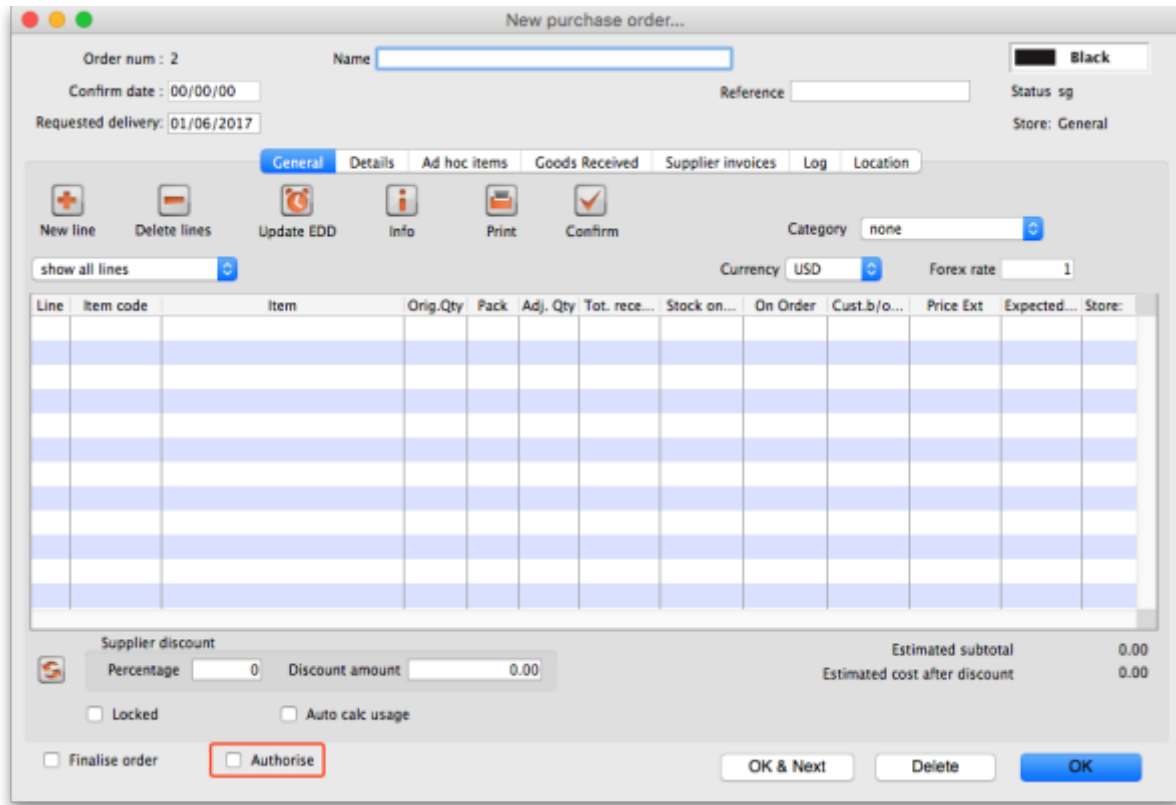 New purchase order...
Order num : 2 Name Black
Confirm date : 00/00/00 Reference Status sg
Requested delivery: 01/06/2017 Store: General
General Details Ad hoc items Goods Received Supplier invoices Log Location
New line Delete lines Update EDD Info Print Confirm Category none
show all lines Currency USD Forex rate 1
Line Item code Item Orig.Qty Pack Adj. Qty Tot. rece... Stock on... On Order Cust.b/o... Price Ext Expected... Store:
Supplier discount Estimated subtotal 0.00
Percentage 0 Discount amount 0.00 Estimated cost after discount 0.00
Locked Auto calc usage
Finalise order Authorise OK & Next Delete OK